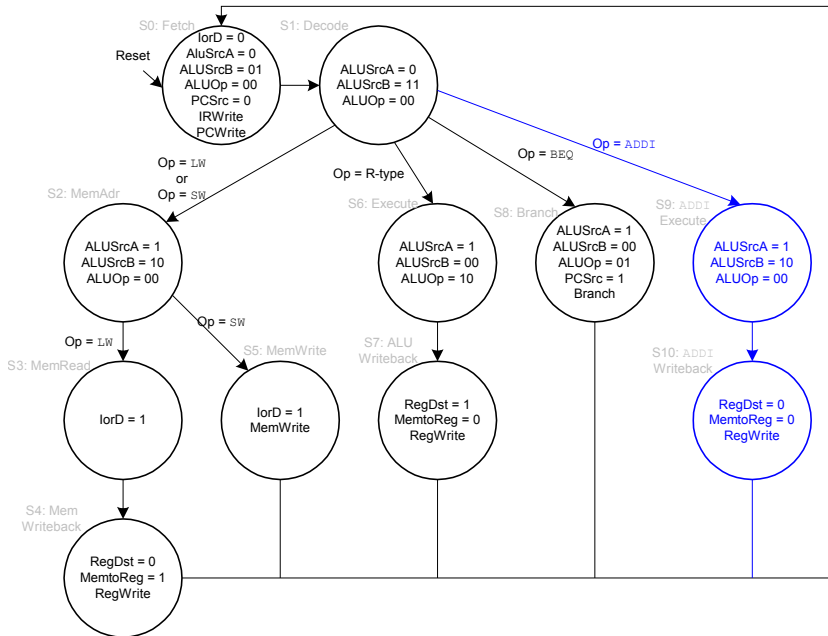 S0: Fetch
IorD = 0
AluSrcA = 0
ALUSrcB = 01
ALUOp = 00
PCSrc = 0
IRWrite
PCWrite
Reset
S1: Decode
ALUSrcA = 0
ALUSrcB = 11
ALUOp = 00
Op = LW
or
Op = SW
Op = R-type
Op = BEQ
Op = ADDI
S2: MemAdr
ALUSrcA = 1
ALUSrcB = 10
ALUOp = 00
S6: Execute
ALUSrcA = 1
ALUSrcB = 00
ALUOp = 10
S8: Branch
ALUSrcA = 1
ALUSrcB = 00
ALUOp = 01
PCSrc = 1
Branch
S9: ADDI
Execute
ALUSrcA = 1
ALUSrcB = 10
ALUOp = 00
Op = LW
Op = SW
S3: MemRead
IorD = 1
S5: MemWrite
IorD = 1
MemWrite
S7: ALU
Writeback
RegDst = 1
MemtoReg = 0
RegWrite
S10: ADDI
Writeback
RegDst = 0
MemtoReg = 0
RegWrite
S4: Mem
Writeback
RegDst = 0
MemtoReg = 1
RegWrite